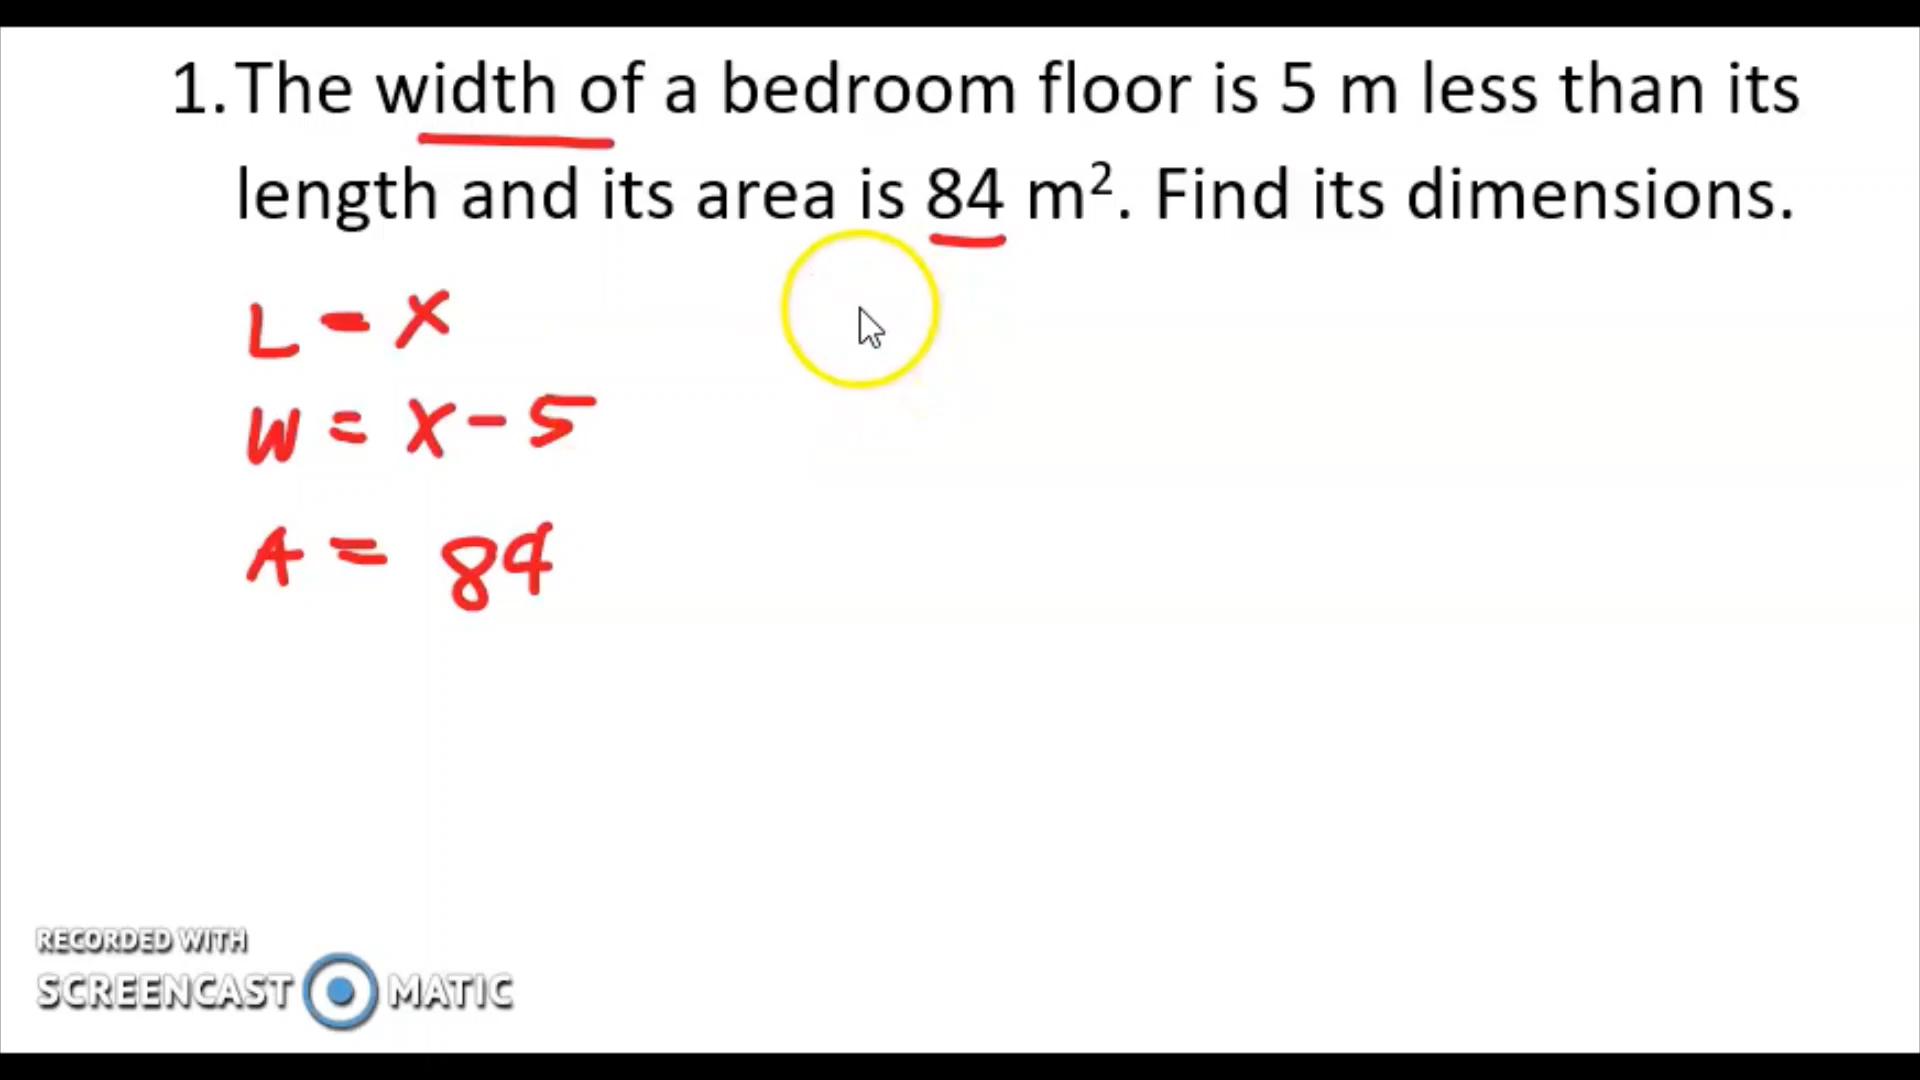 1. The width of a bedroom floor is 5 m less than its
length and its area is 84 m². Find its dimensions.
L = x
W = x - 5
A = 84
RECORDED WITH
SCREENCAST MATIC